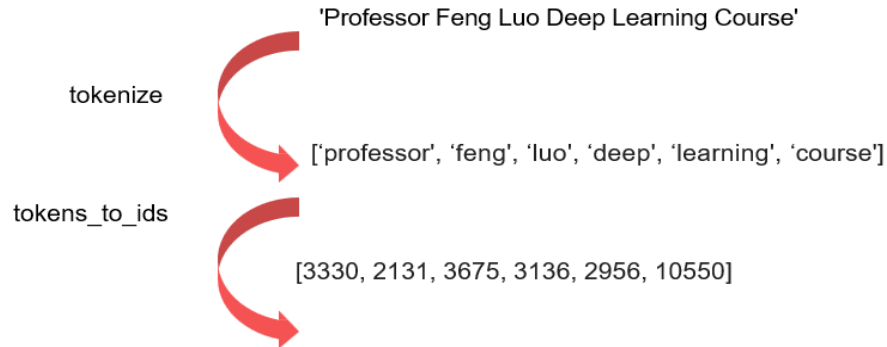 'Professor Feng Luo Deep Learning Course'
tokenize
[‘professor', ‘feng', ‘luo', ‘deep', ‘learning', ‘course']
tokens_to_ids
[3330, 2131, 3675, 3136, 2956, 10550]